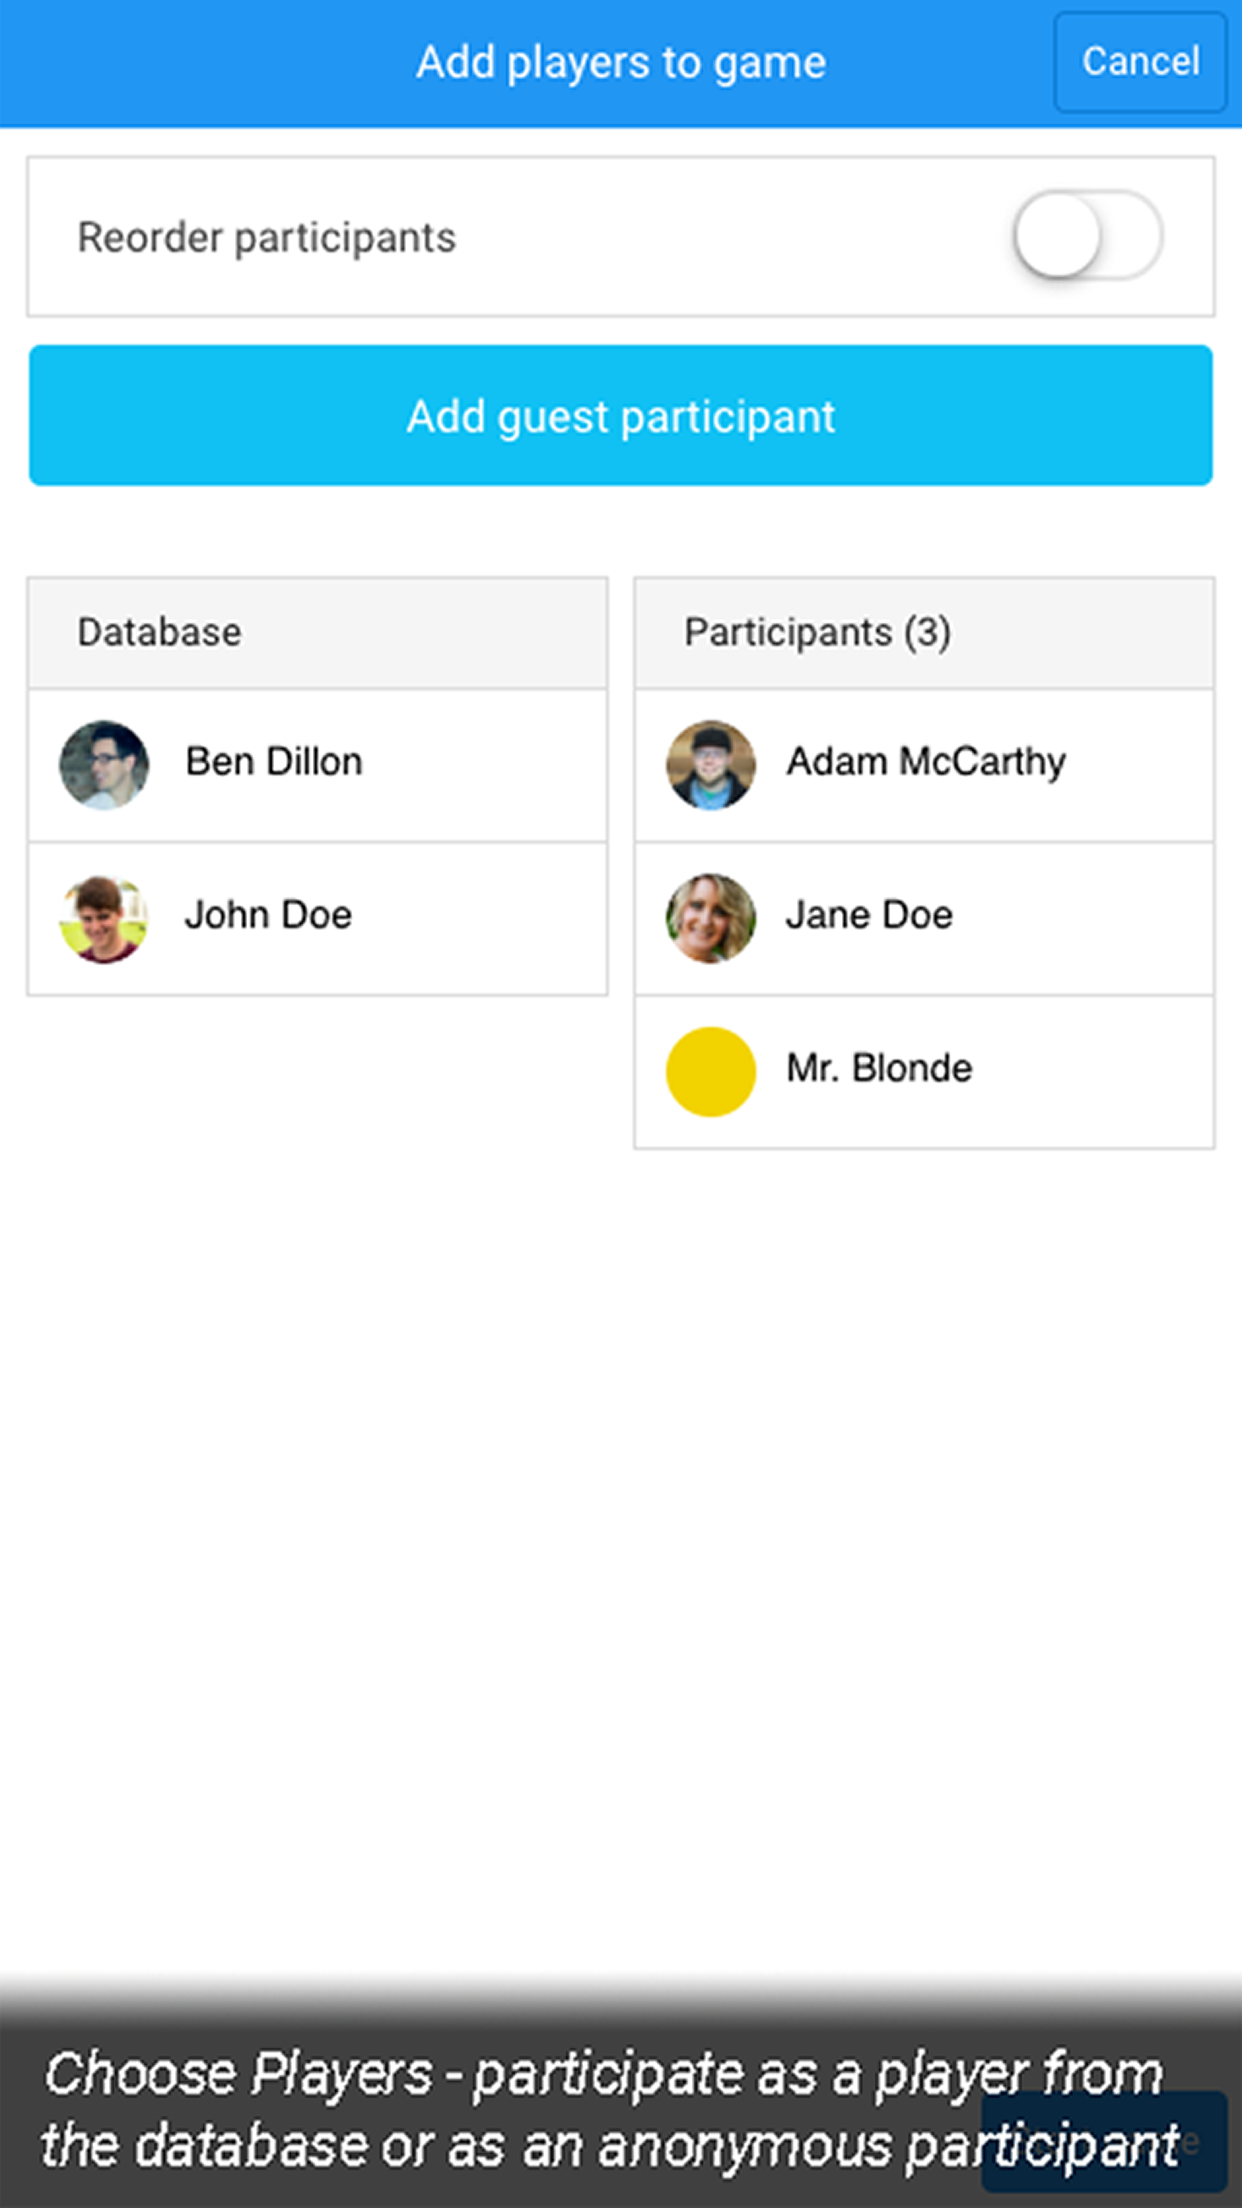 Add players to game
Cancel
Reorder participants
Add guest participant
Database
Ben Dillon
John Doe
Participants (3)
Adam McCarthy
Jane Doe
Mr. Blonde
Choose Players - participate as a player from
the database or as an anonymous participant